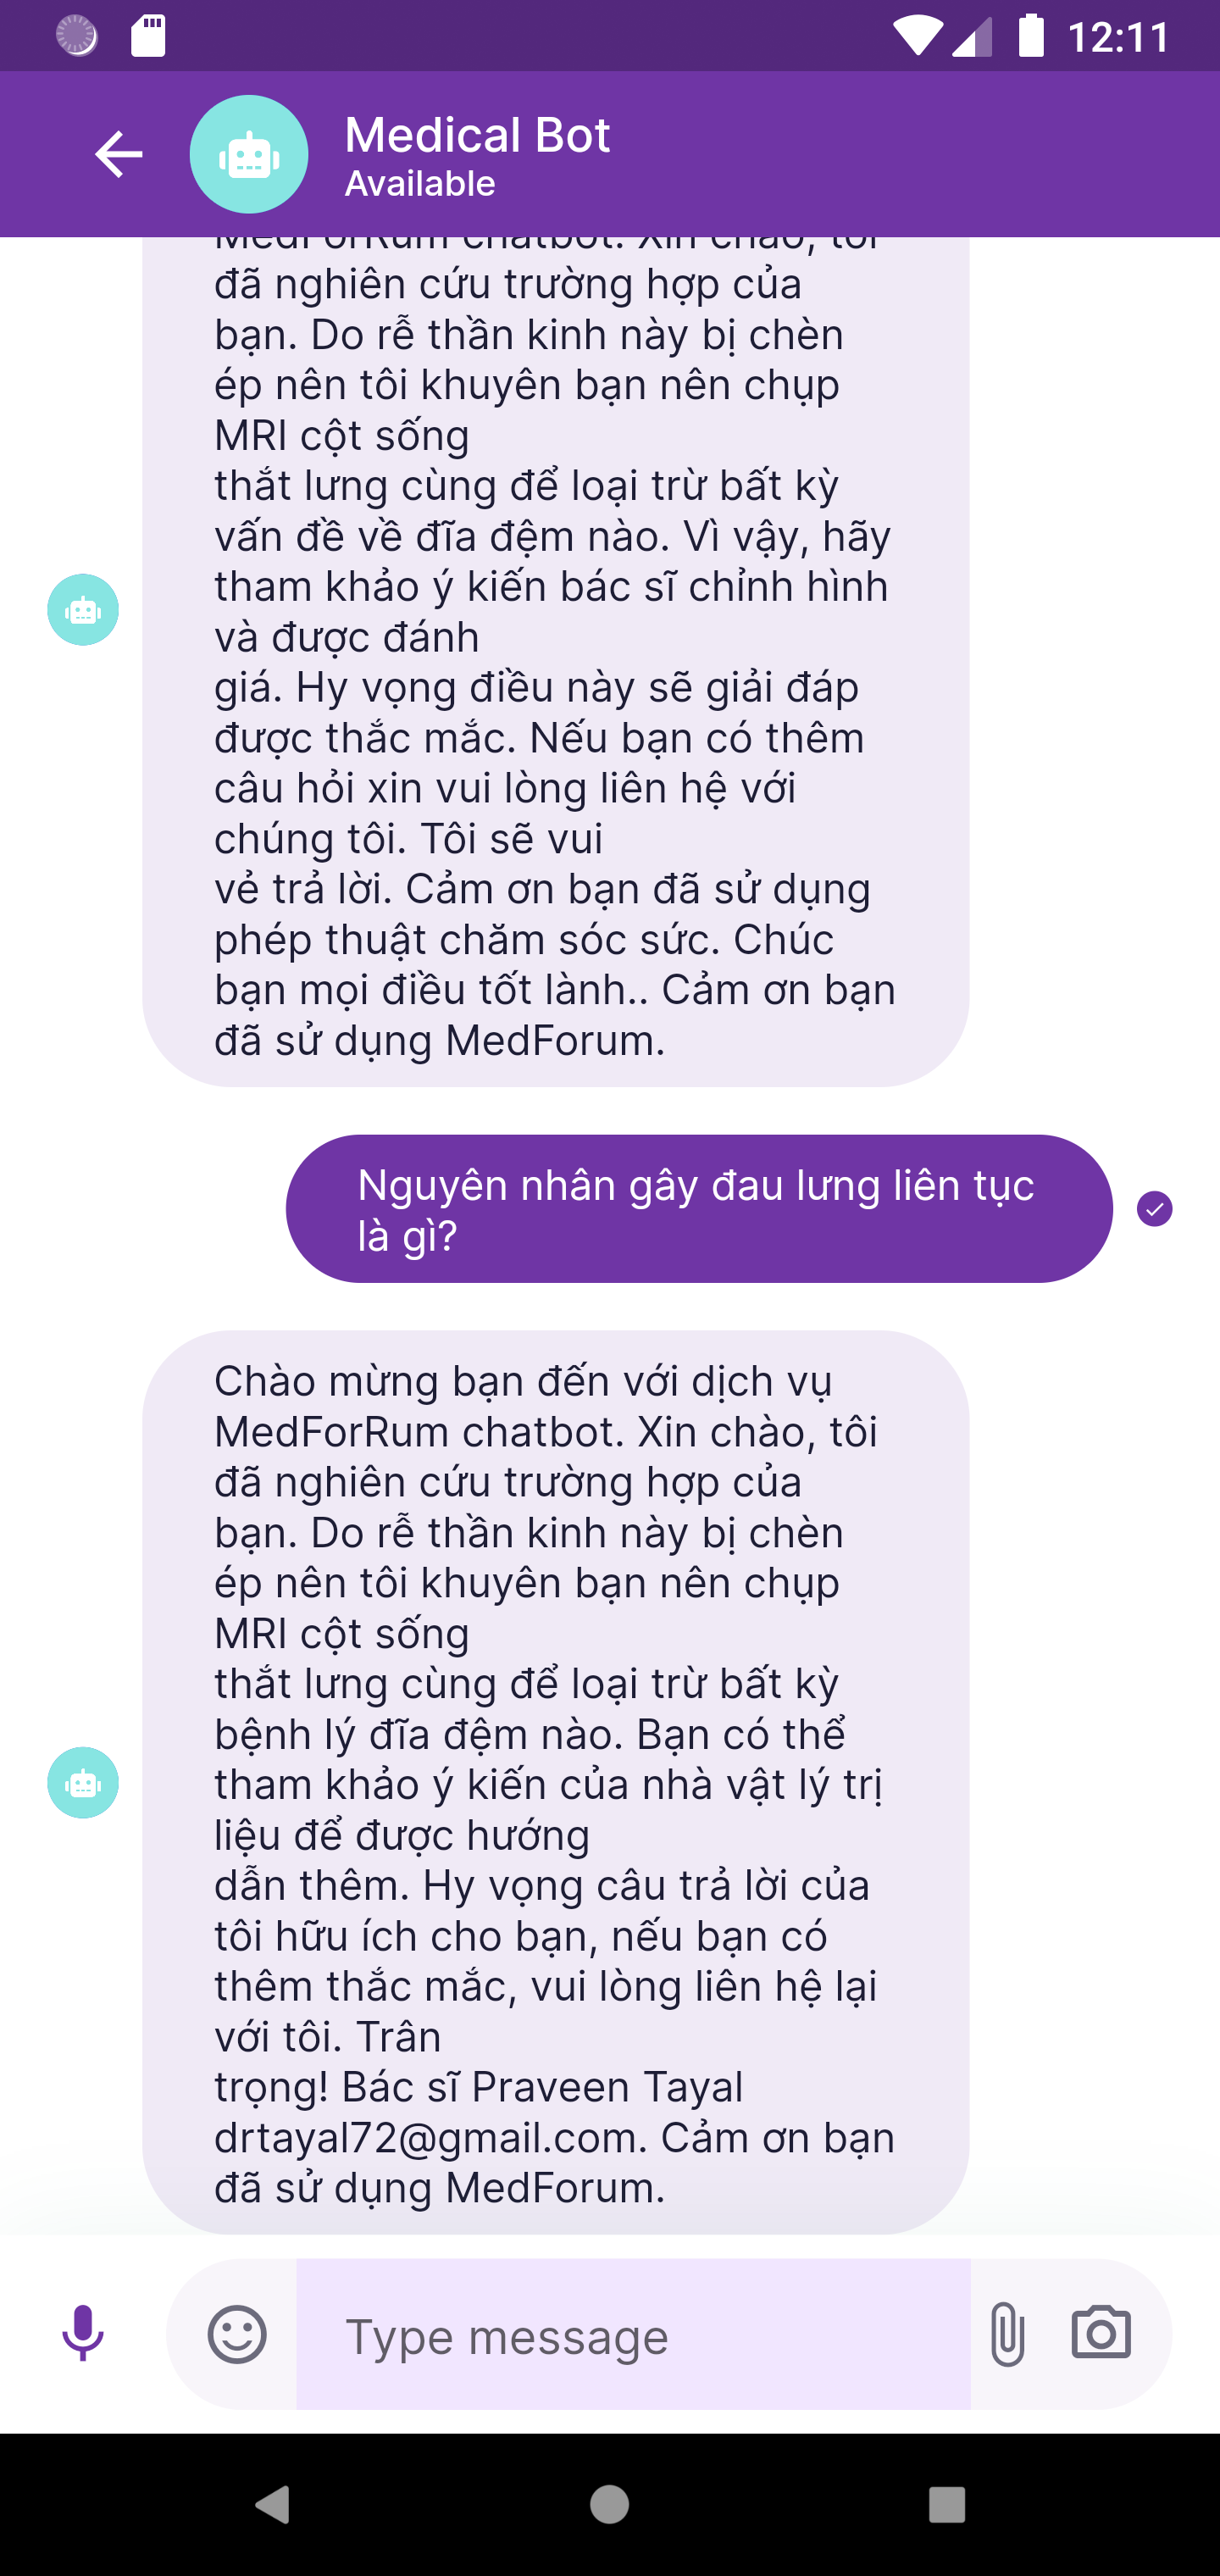 12:11
Medical Bot
Available
MedForRum chatbot. Xin chào, tôi
đã nghiên cứu trường hợp của
bạn. Do rễ thần kinh này bị chèn
ép nên tôi khuyên bạn nên chụp
MRI cột sống
thắt lưng cùng để loại trừ bất kỳ
vấn đề về đĩa đệm nào. Vì vậy, hãy
tham khảo ý kiến bác sĩ chỉnh hình
và được đánh
giá. Hy vọng điều này sẽ giải đáp
được thắc mắc. Nếu bạn có thêm
câu hỏi xin vui lòng liên hệ với
chúng tôi. Tôi sẽ vui
vẻ trả lời. Cảm ơn bạn đã sử dụng
phép thuật chăm sóc sức. Chúc
bạn mọi điều tốt lành.. Cảm ơn bạn
đã sử dụng MedForum.
Nguyên nhân gây đau lưng liên tục
là gì?
Chào mừng bạn đến với dịch vụ
MedForRum chatbot. Xin chào, tôi
đã nghiên cứu trường hợp của
bạn. Do rễ thần kinh này bị chèn
ép nên tôi khuyên bạn nên chụp
MRI cột sống
thắt lưng cùng để loại trừ bất kỳ
bệnh lý đĩa đệm nào. Bạn có thể
tham khảo ý kiến của nhà vật lý trị
liệu để được hướng
dẫn thêm. Hy vọng câu trả lời của
tôi hữu ích cho bạn, nếu bạn có
thêm thắc mắc, vui lòng liên hệ lại
với tôi. Trân
trọng! Bác sĩ Praveen Tayal
drtayal72@gmail.com. Cảm ơn bạn
đã sử dụng MedForum.
Type message